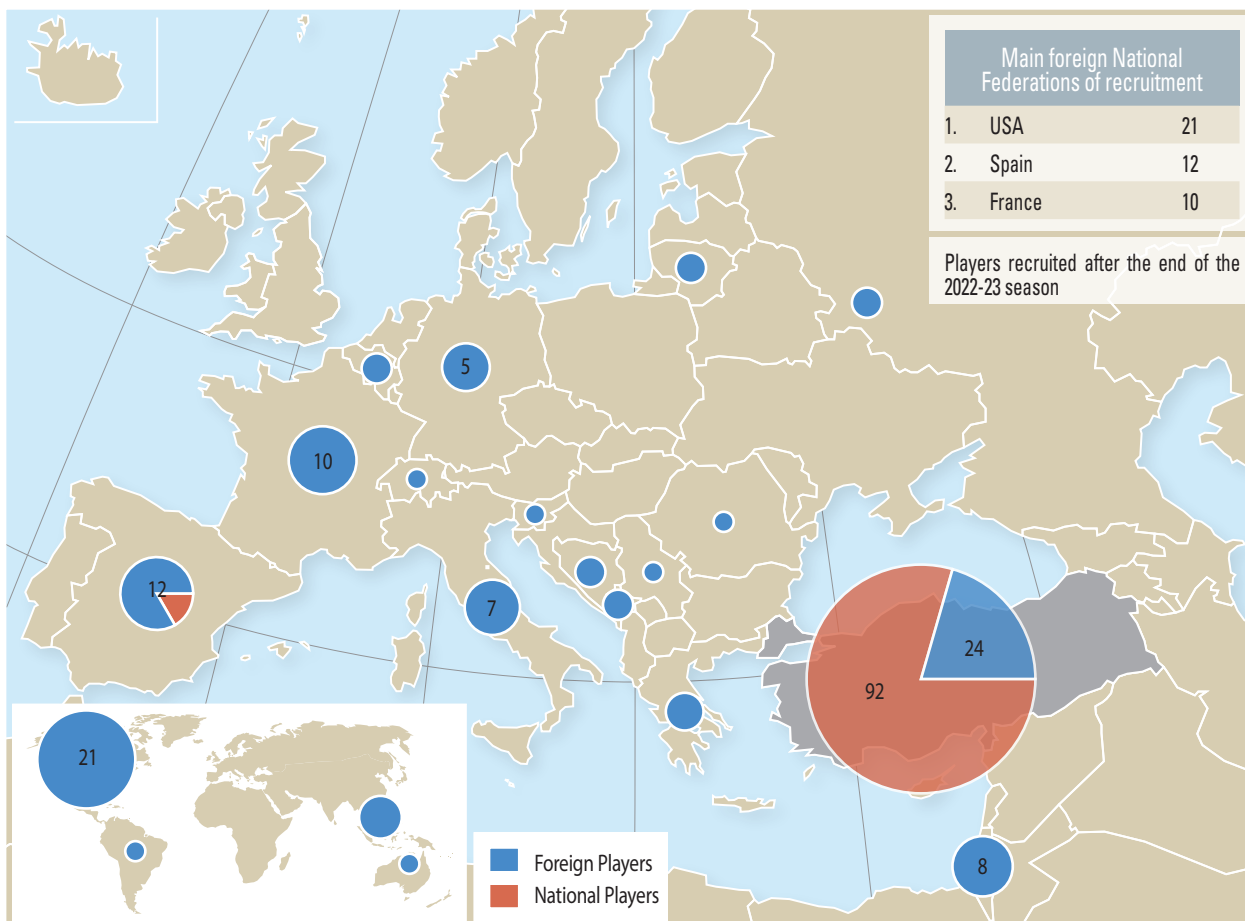 Main foreign National
Federations of recruitment
1. USA 21
2. Spain 12
3. France 10
Players recruited after the end of the
2022-23 season
5
10
12
7
24
92
21
8
Foreign Players
National Players